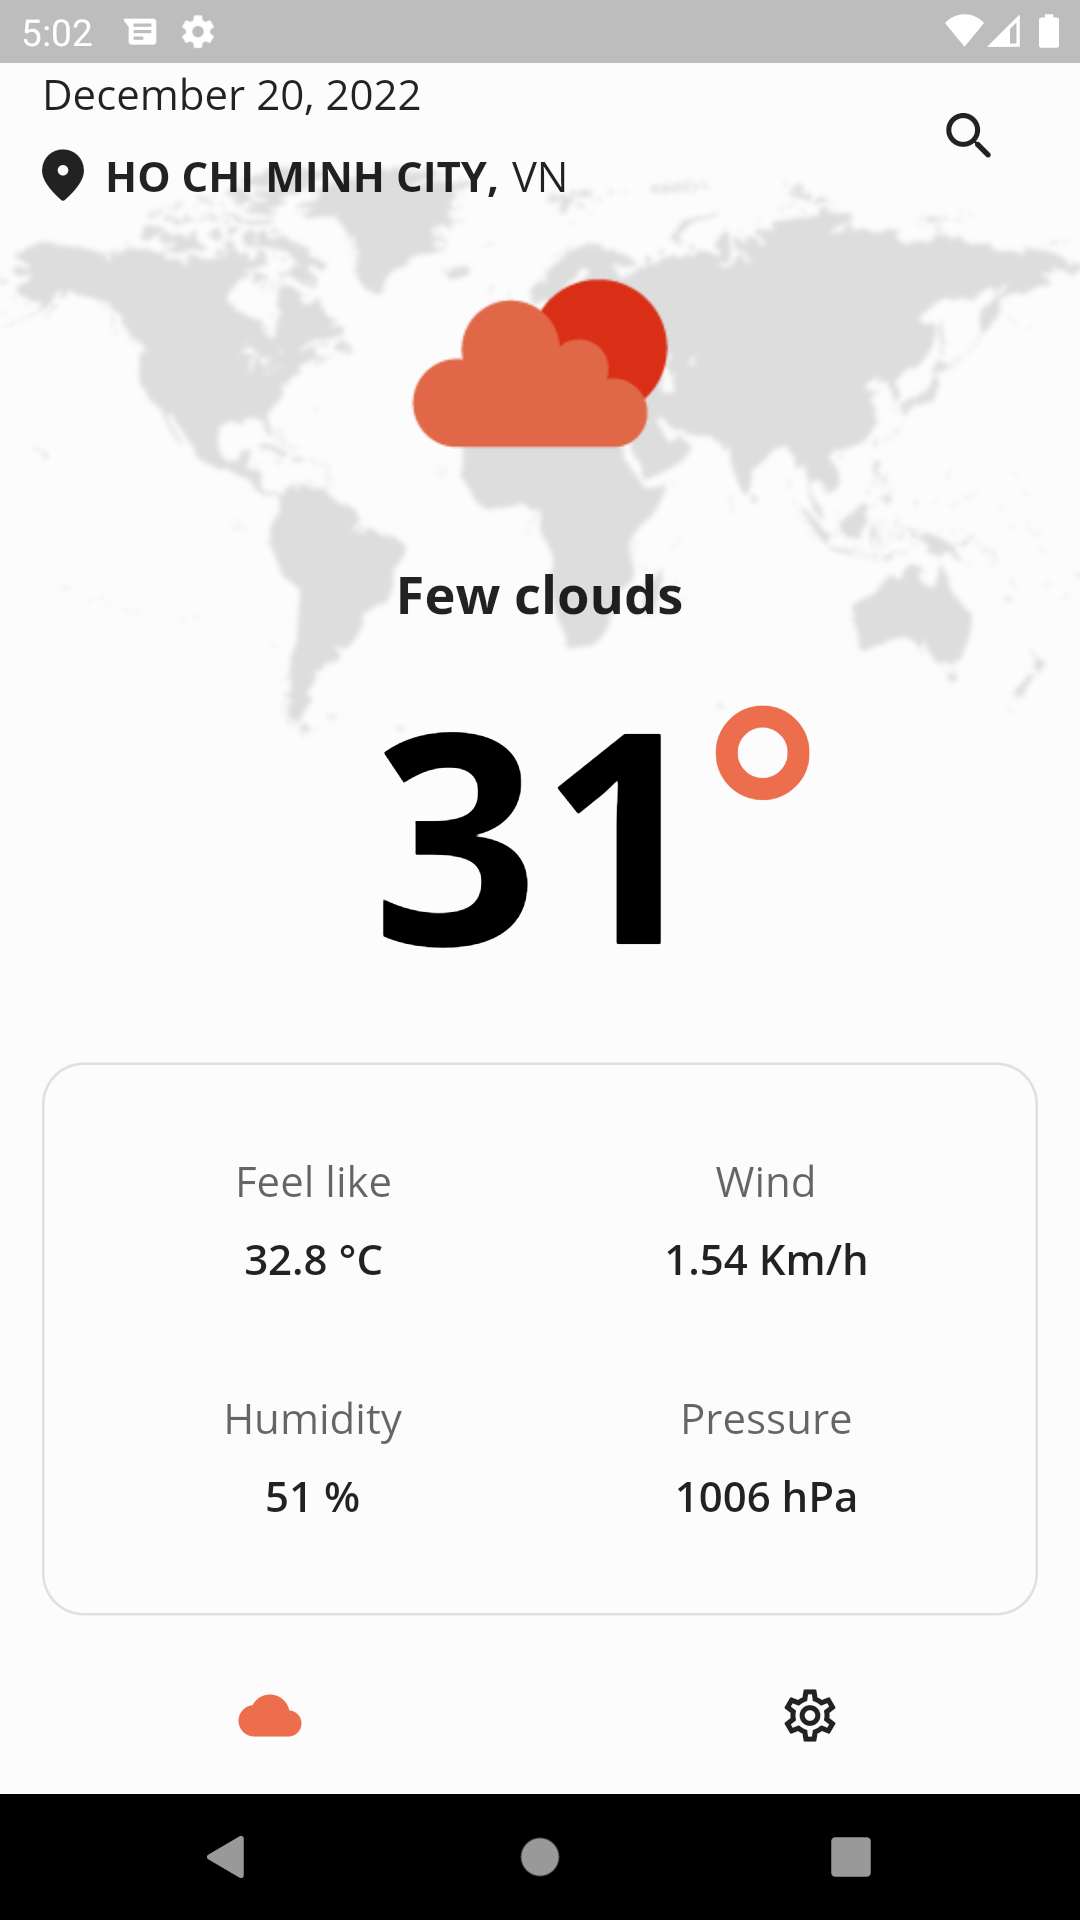 5:02
December 20, 2022
HO CHI MINH CITY, VN
Few clouds
31
Feel like
Wind
32.8 °C
1.54 Km/h
Humidity
Pressure
51 %
1006 hPa